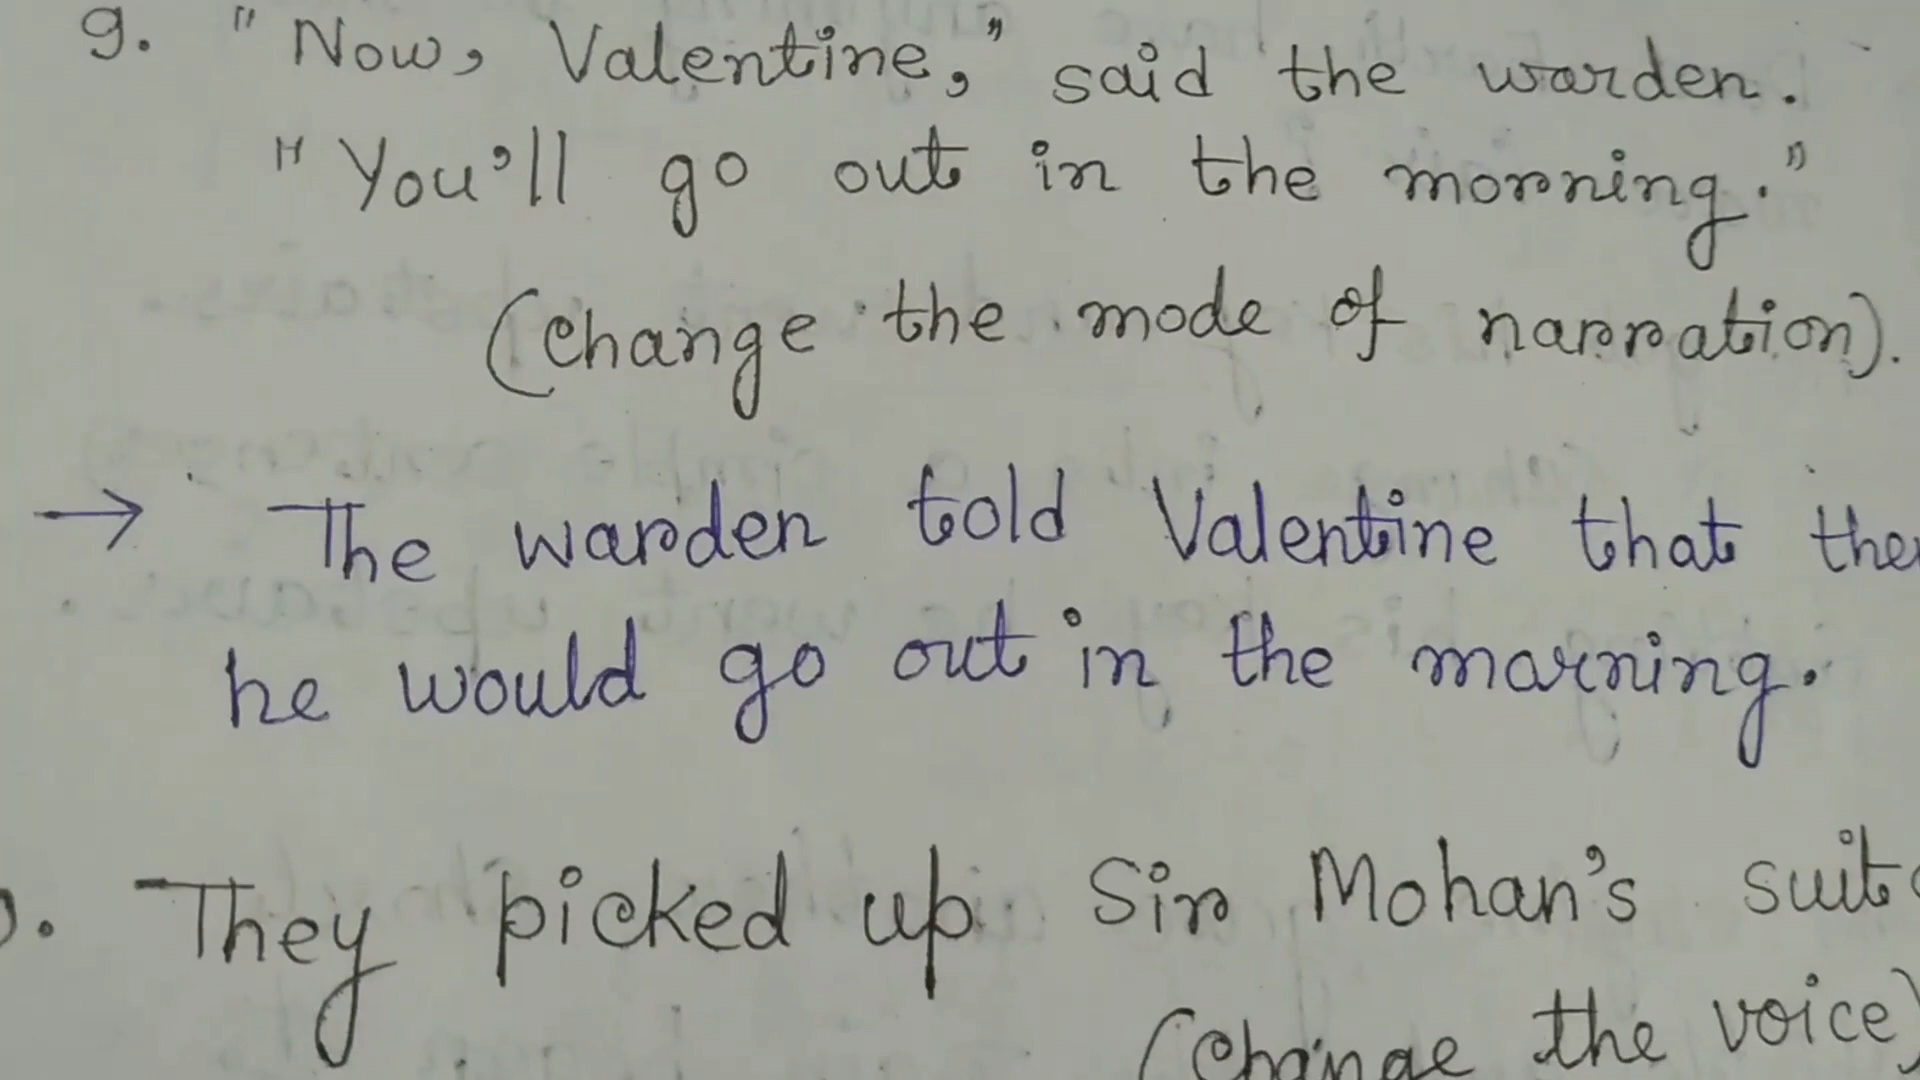 9. "Now, Valentine," said the warden.
"You'll go out in the morning."
(Change the mode of narration).
→ The warden told Valentine that then
he would go out in the morning.
They picked up Sir Mohan's
(Change the voice)